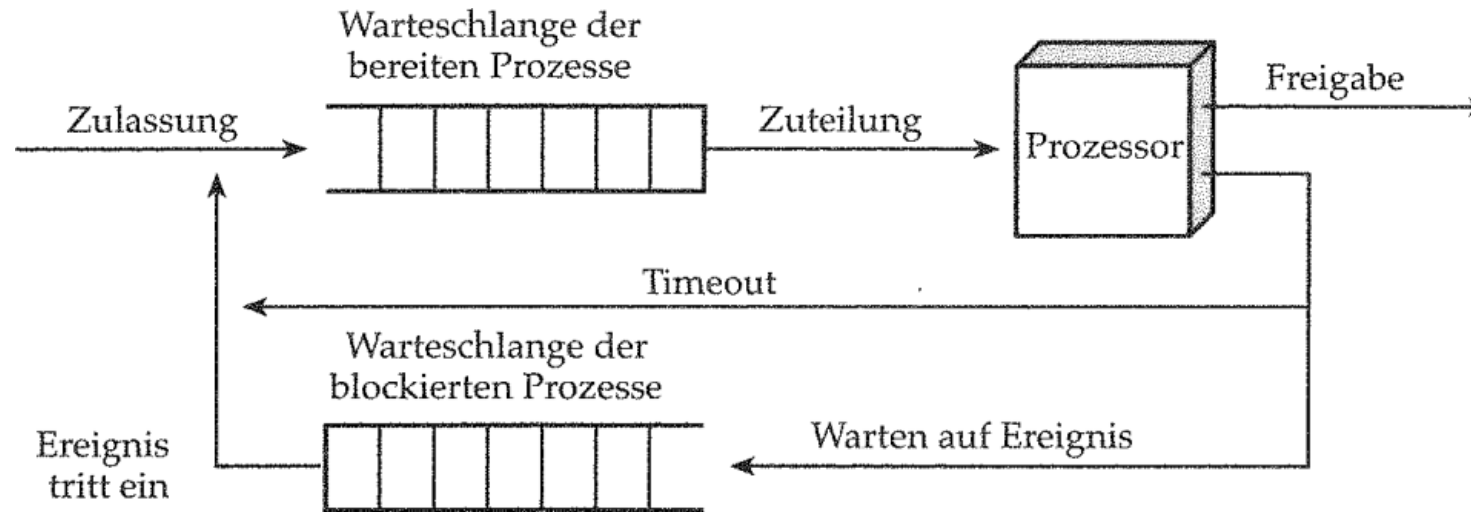 Warteschlange der
bereiten Prozesse
Zulassung
Zuteilung
Prozessor
Freigabe
Timeout
Warteschlange der
blockierten Prozesse
Ereignis
tritt ein
Warten auf Ereignis